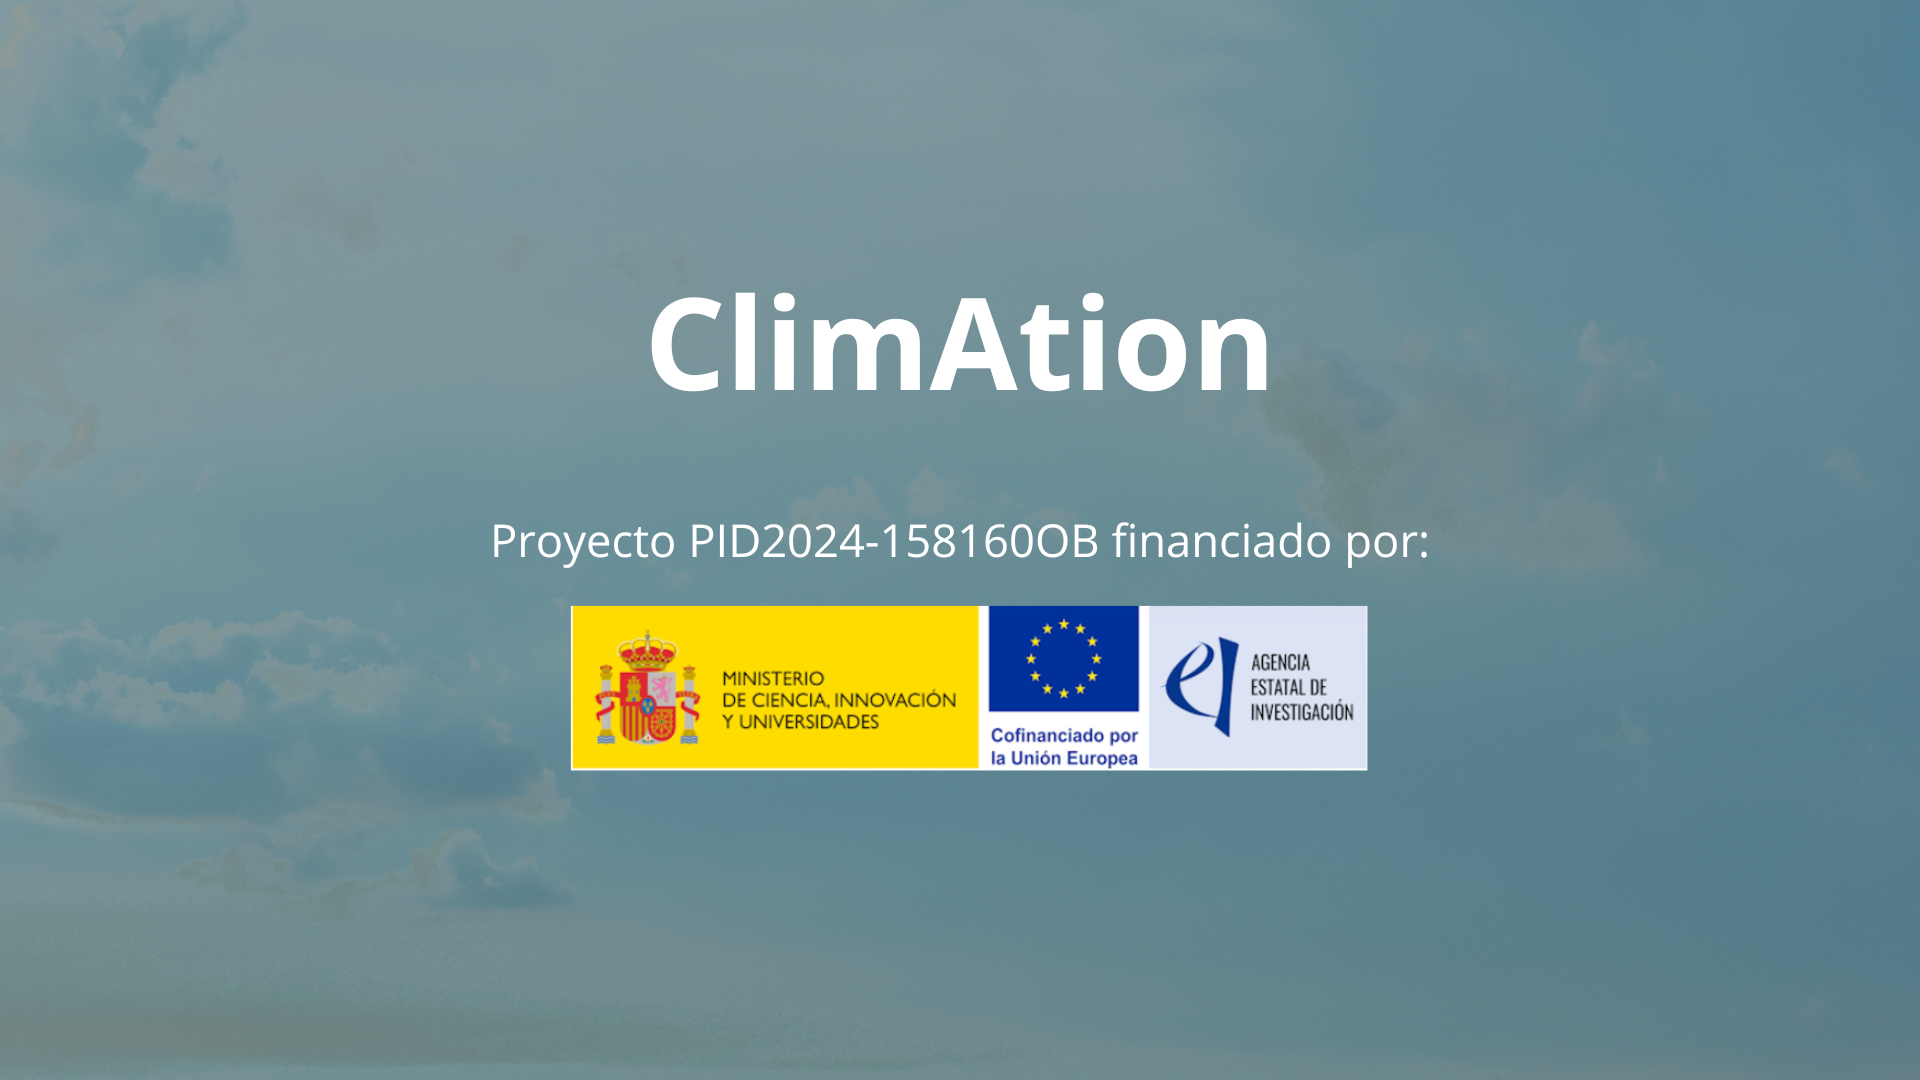 ClimAtion
Proyecto PID2024-158160OB financiado por:
MINISTERIO
DE CIENCIA, INNOVACIÓN
Y UNIVERSIDADES
Cofinanciado por
la Unión Europea
AGENCIA
ESTATAL DE
INVESTIGACIÓN